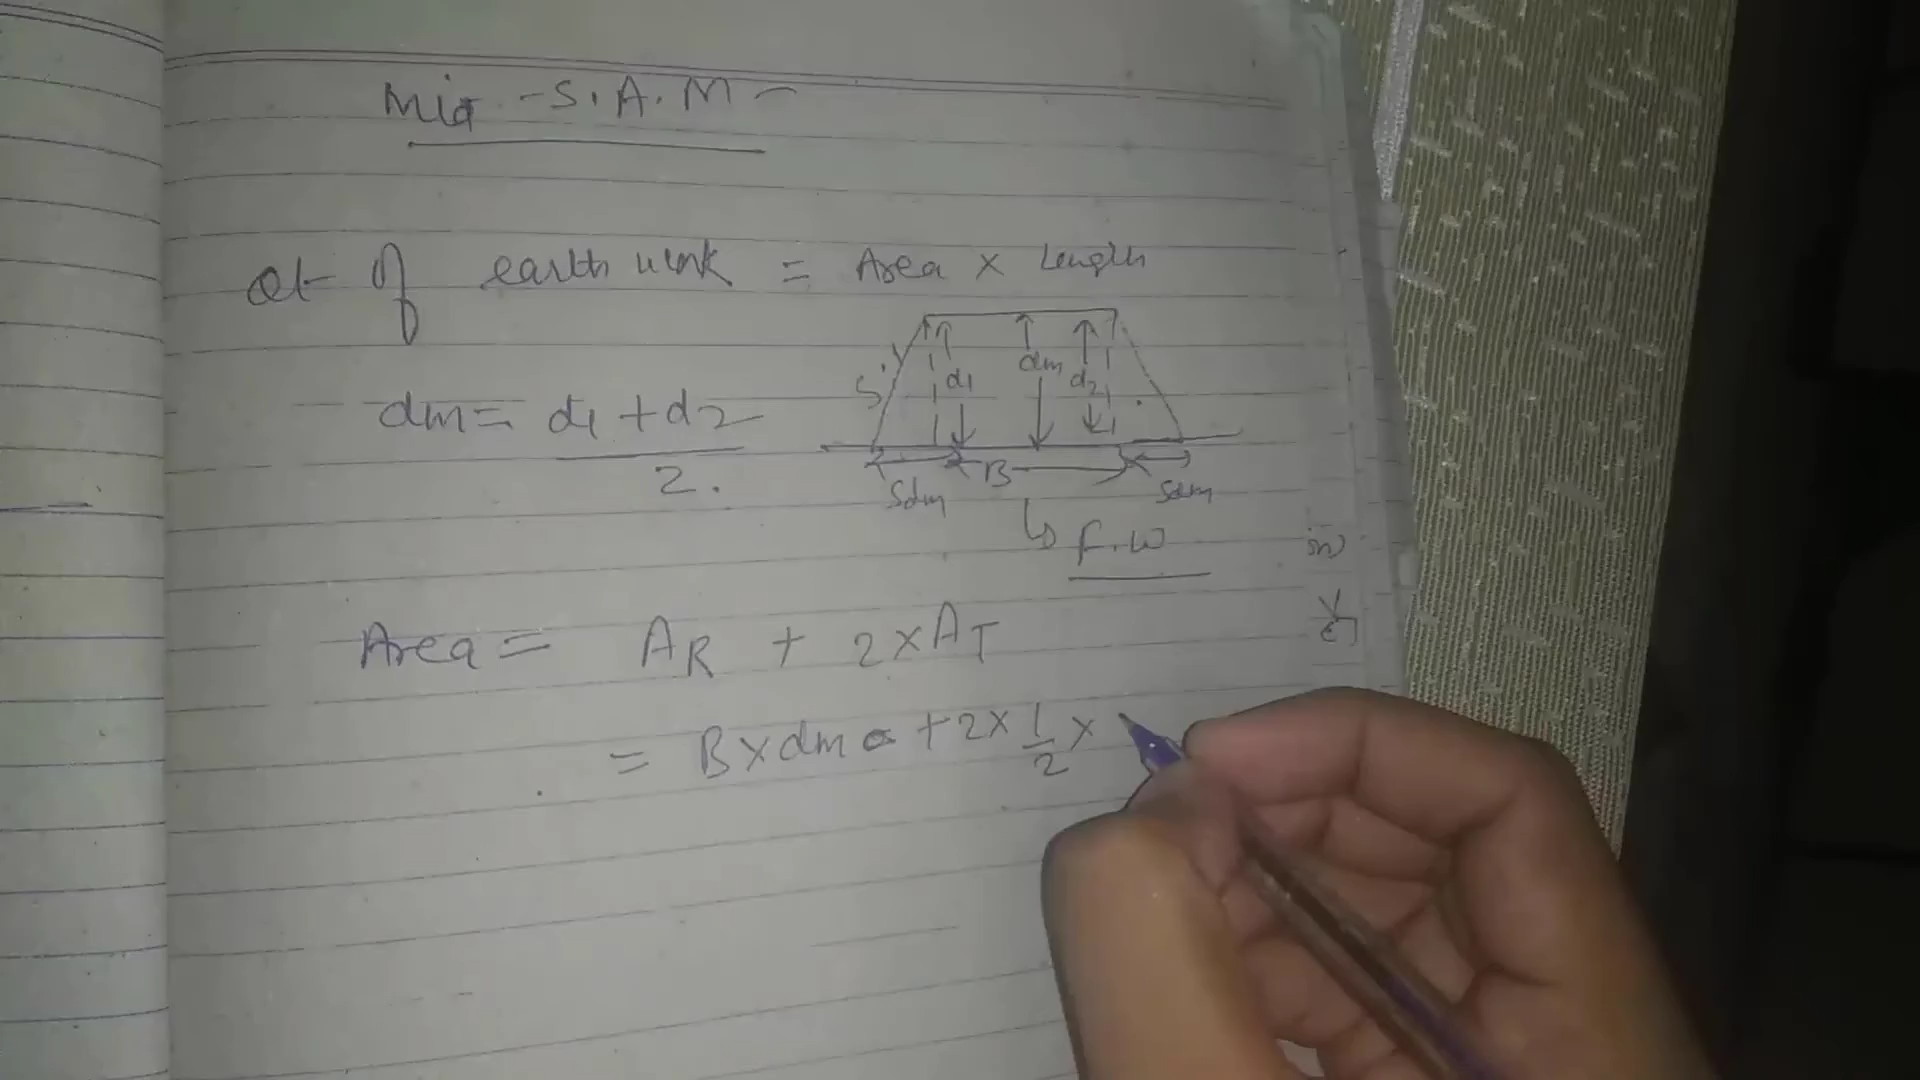 Mid - S.A.M -
Qt of earth work = Area × Length
S
d1
dm
d2
dm = d1 + d2
2.
B
Sdm
Sdm
F.W
Area = AR + 2×AT
= B×dm + 2× 1/2 ×